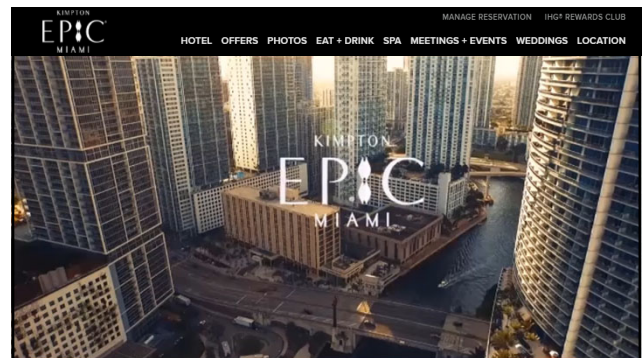 KIMPTON
EPIC
MIAMI
MANAGE RESERVATION IHG® REWARDS CLUB
HOTEL OFFERS PHOTOS EAT + DRINK SPA MEETINGS + EVENTS WEDDINGS LOCATION
KIMPTON
EPIC
MIAMI